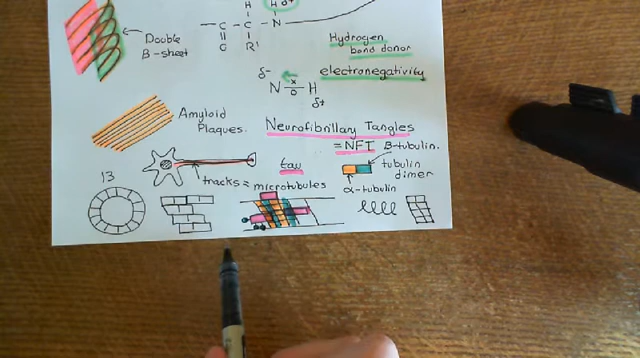 H
H δ+
- C - C - N -
O
R'
Double
B-sheet
Hydrogen
bond donor
electronegativity
δ-
N x H
o
δ+
Amyloid
Plaques.
Neurofibrillary Tangles
= NFT
B-tubulin.
tau
tubulin
dimer
tracks = microtubules
α-tubulin
13